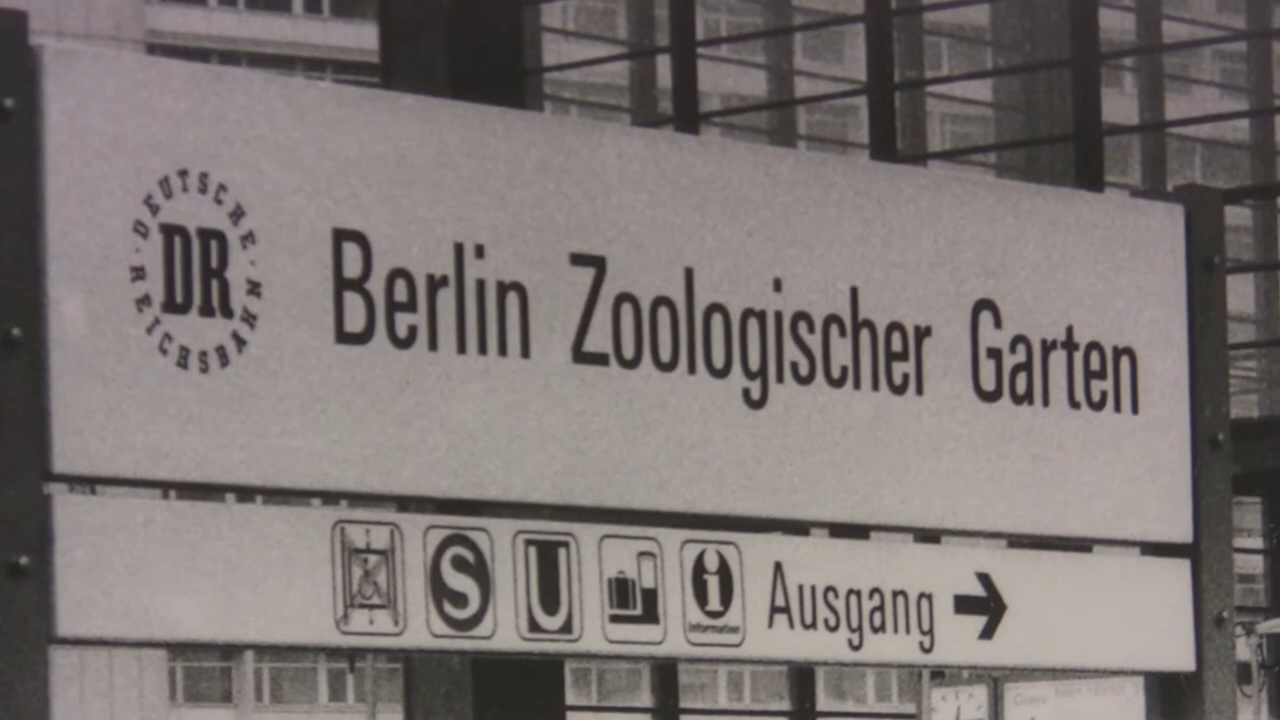 DEUTSCHE REICHSBAHN
DR
Berlin Zoologischer Garten
S U i Information Ausgang